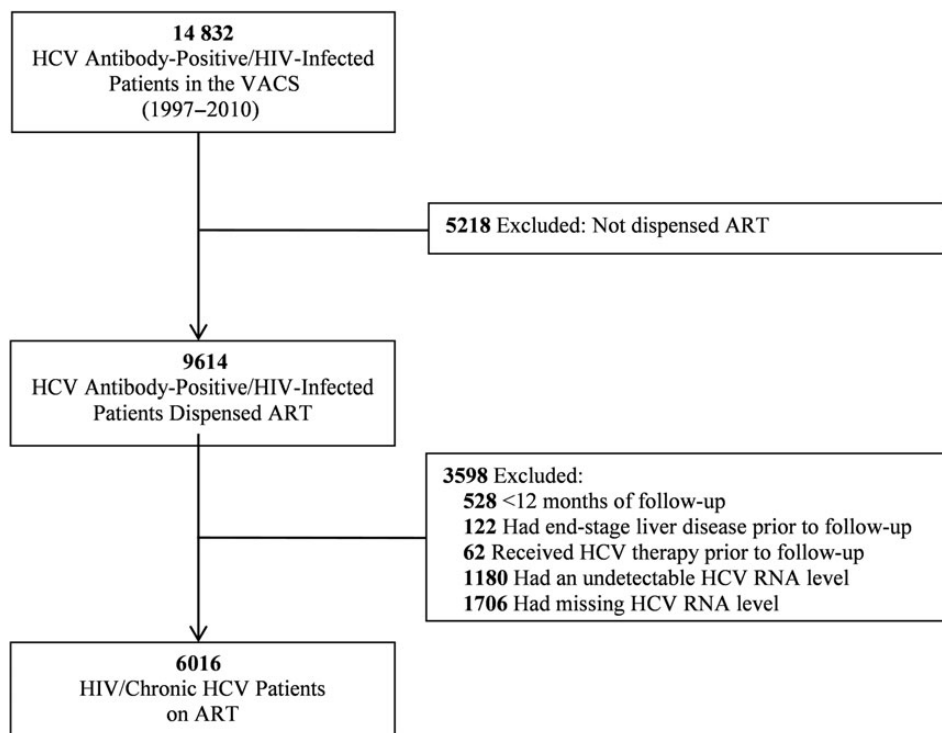 14 832
HCV Antibody-Positive/HIV-Infected
Patients in the VACS
(1997–2010)
5218 Excluded: Not dispensed ART
9614
HCV Antibody-Positive/HIV-Infected
Patients Dispensed ART
3598 Excluded:
528 <12 months of follow-up
122 Had end-stage liver disease prior to follow-up
62 Received HCV therapy prior to follow-up
1180 Had an undetectable HCV RNA level
1706 Had missing HCV RNA level
6016
HIV/Chronic HCV Patients
on ART